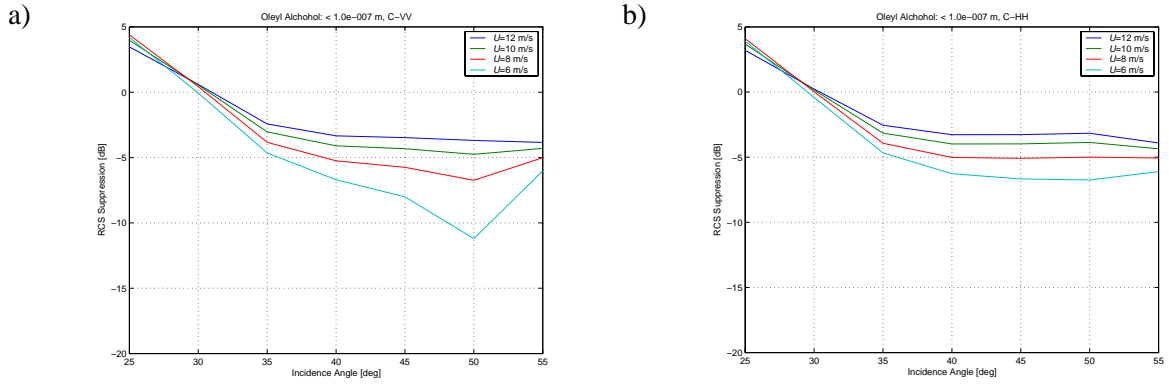 a)
Oleyl Alchohol: < 1.0e−007 m, C−VV
5
0
−5
−10
−15
−20
RCS Suppression [dB]
U=12 m/s
U=10 m/s
U=8 m/s
U=6 m/s
25 30 35 40 45 50 55
Incidence Angle [deg]
b)
Oleyl Alchohol: < 1.0e−007 m, C−HH
5
0
−5
−10
−15
−20
RCS Suppression [dB]
U=12 m/s
U=10 m/s
U=8 m/s
U=6 m/s
25 30 35 40 45 50 55
Incidence Angle [deg]